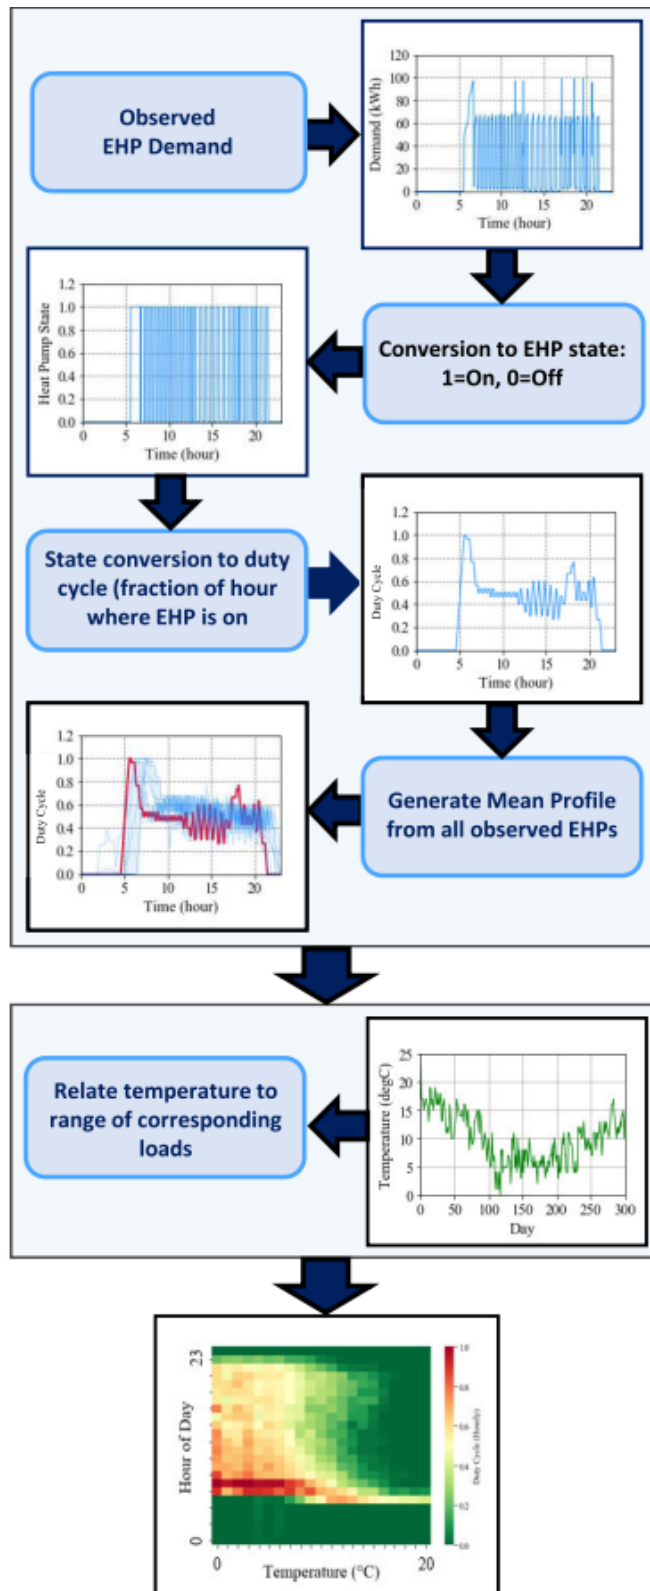 Observed
EHP Demand
Demand (kWh)
120
100
80
60
40
20
0
0 5 10 15 20
Time (hour)
Heat Pump State
1.2
1.0
0.8
0.6
0.4
0.2
0.0
0 5 10 15 20
Time (hour)
Conversion to EHP state:
1=On, 0=Off
State conversion to duty
cycle (fraction of hour
where EHP is on
Duty Cycle
1.2
1.0
0.8
0.6
0.4
0.2
0.0
0 5 10 15 20
Time (hour)
Duty Cycle
1.2
1.0
0.8
0.6
0.4
0.2
0.0
0 5 10 15 20
Time (hour)
Generate Mean Profile
from all observed EHPs
Relate temperature to
range of corresponding
loads
Temperature (degC)
25
20
15
10
5
0
0 50 100 150 200 250 300
Day
Hour of Day
23
0
0 20
Temperature (°C)
1.0
0.8
0.6
0.4
0.2
0.0
Duty Cycle (Hourly)